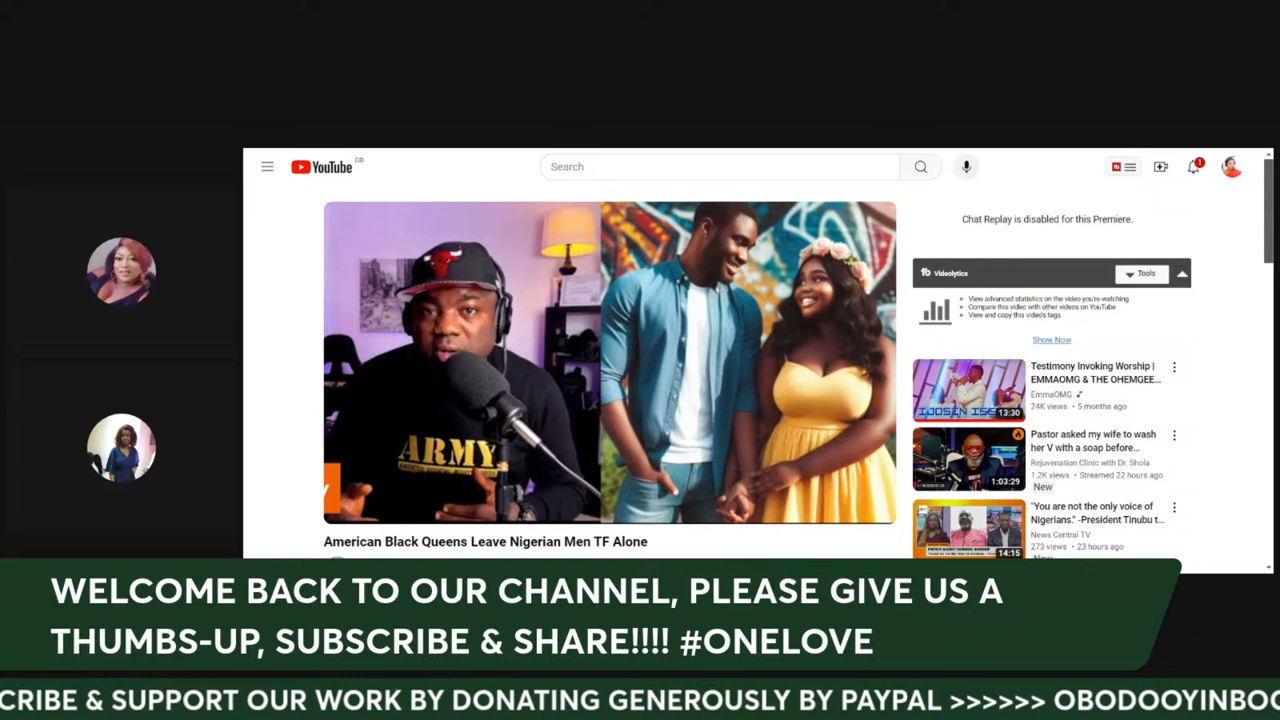 YouTube GB
Search
Chat Replay is disabled for this Premiere.
Videolytics
Tools
View advanced statistics on the video you're watching
Compare this video with other videos on YouTube
View and copy this video's tags
Show Now
ARMY
American Black Queens Leave Nigerian Men TF Alone
IJOSIN ISE
13:30
Testimony Invoking Worship |
EMMAOMG & THE OHEMGEE...
EmmaOMG
24K views • 5 months ago
1:03:29
Pastor asked my wife to wash
her V with a soap before...
Rejuvenation Clinic with Dr. Shola
1.2K views • Streamed 22 hours ago
New
14:15
"You are not the only voice of
Nigerians." -President Tinubu t...
News Central TV
273 views • 23 hours ago
WELCOME BACK TO OUR CHANNEL, PLEASE GIVE US A
THUMBS-UP, SUBSCRIBE & SHARE!!!! #ONELOVE
CRIBE & SUPPORT OUR WORK BY DONATING GENEROUSLY BY PAYPAL >>>>>> OBODOOYINBO